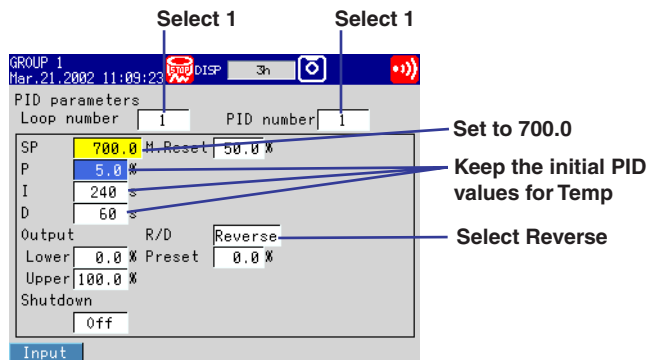 Select 1 Select 1
GROUP 1
Mar.21.2002 11:09:23 STOP DISP 3h
PID parameters
Loop number 1 PID number 1
SP 700.0 M.Reset 50.0 %
P 5.0 %
I 240 s
D 60 s
Output R/D Reverse
Lower 0.0 % Preset 0.0 %
Upper 100.0 %
Shutdown
Off
Input
Set to 700.0
Keep the initial PID
values for Temp
Select Reverse